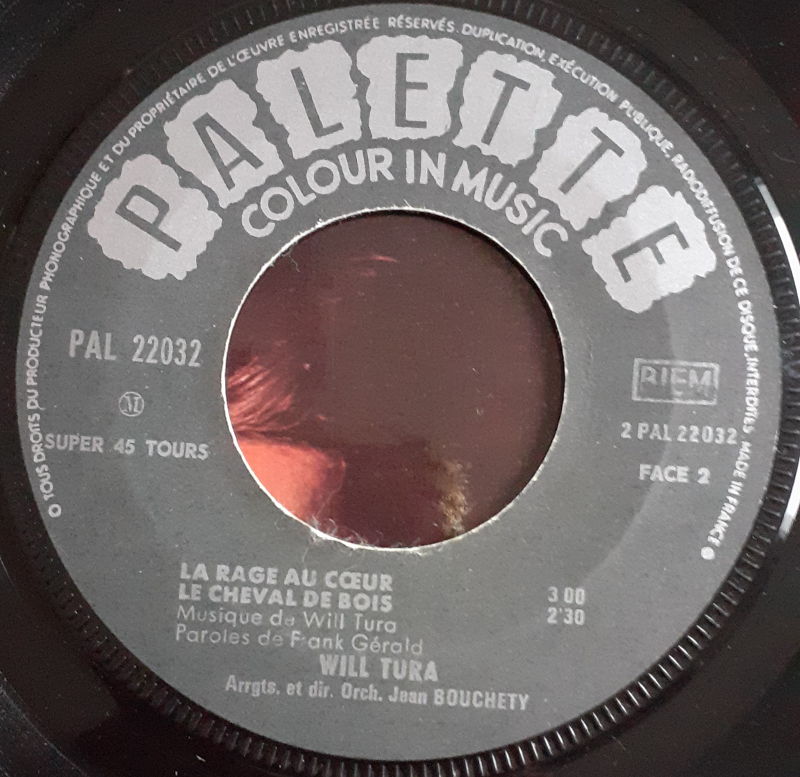 © TOUS DROITS DU PRODUCTEUR PHONOGRAPHIQUE ET DU PROPRIÉTAIRE DE L'ŒUVRE ENREGISTRÉE RÉSERVÉS. DUPLICATION, EXÉCUTION PUBLIQUE, RADODIFFUSION DE CE DISQUE, INTERDITES MADE IN FRANCE
PALETTE
COLOUR IN MUSIC
PAL 22032
M
SUPER 45 TOURS
BIEM
2 PAL 22032
FACE 2
LA RAGE AU CŒUR 3 00
LE CHEVAL DE BOIS 2'30
Musique de Will Tura
Paroles de Frank Gérald
WILL TURA
Arrgts. et dir. Orch. Jean BOUCHETY